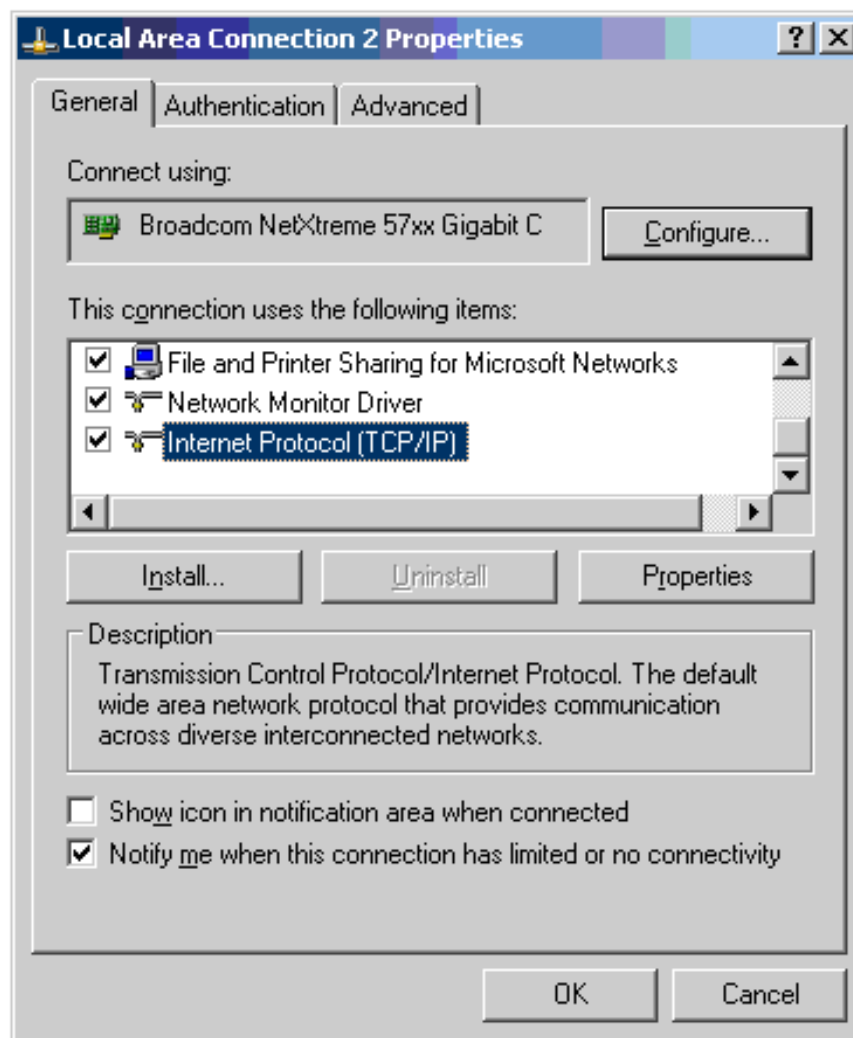 Local Area Connection 2 Properties
General Authentication Advanced
Connect using:
Broadcom NetXtreme 57xx Gigabit C
Configure...
This connection uses the following items:
File and Printer Sharing for Microsoft Networks
Network Monitor Driver
Internet Protocol (TCP/IP)
Install... Uninstall Properties
Description
Transmission Control Protocol/Internet Protocol. The default
wide area network protocol that provides communication
across diverse interconnected networks.
Show icon in notification area when connected
Notify me when this connection has limited or no connectivity
OK Cancel